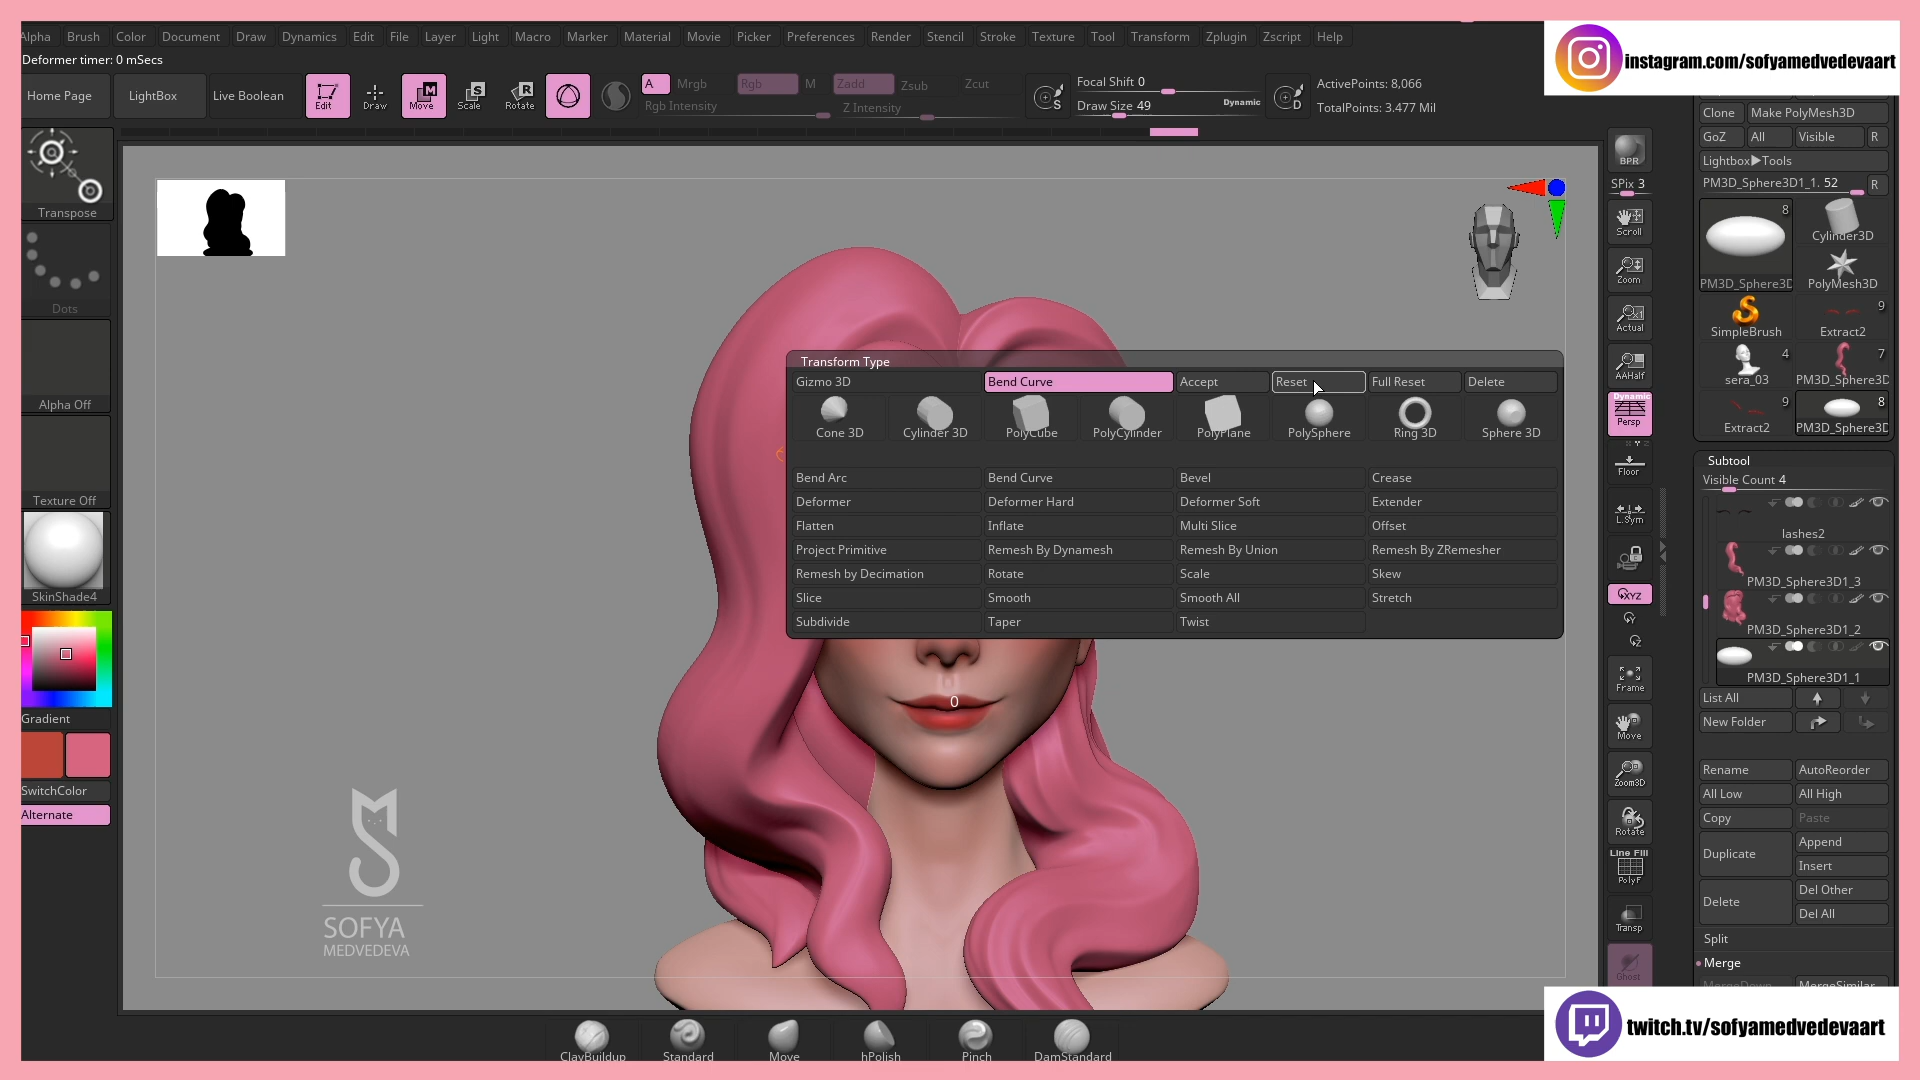 Alpha Brush Color Document Draw Dynamics Edit File Layer Light Macro Marker Material Movie Picker Preferences Render Stencil Stroke Texture Tool Transform Zplugin Zscript Help
instagram.com/sofyamedvedevaart
Deformer timer: 0 mSecs
Home Page LightBox Live Boolean Edit Draw Move Scale Rotate
A Mrgb Rgb M Zadd Zsub Zcut
Rgb Intensity Z Intensity
S Focal Shift 0
Draw Size 49 Dynamic
D ActivePoints: 8,066
TotalPoints: 3.477 Mil
Clone Make PolyMesh3D
GoZ All Visible R
Lightbox▶Tools
PM3D_Sphere3D1_1. 52 R
8 Cylinder3D
PM3D_Sphere3D PolyMesh3D
SimpleBrush 9 Extract2
4 sera_03 7 PM3D_Sphere3D
9 Extract2 8 PM3D_Sphere3D
Transpose
Dots
Alpha Off
Texture Off
SkinShade4
Gradient
SwitchColor
Alternate
BPR
SPix 3
Scroll
Zoom
Actual
AAHalf
Dynamic
Persp
Floor
L.Sym
XYZ
Frame
Move
Zoom3D
Rotate
Line Fill
PolyF
Transp
Ghost
Transform Type
Gizmo 3D Bend Curve Accept Reset Full Reset Delete
Cone 3D Cylinder 3D PolyCube PolyCylinder PolyPlane PolySphere Ring 3D Sphere 3D
Bend Arc Bend Curve Bevel Crease
Deformer Deformer Hard Deformer Soft Extender
Flatten Inflate Multi Slice Offset
Project Primitive Remesh By Dynamesh Remesh By Union Remesh By ZRemesher
Remesh by Decimation Rotate Scale Skew
Slice Smooth Smooth All Stretch
Subdivide Taper Twist
0
Subtool
Visible Count 4
lashes2
PM3D_Sphere3D1_3
PM3D_Sphere3D1_2
PM3D_Sphere3D1_1
List All
New Folder
Rename AutoReorder
All Low All High
Copy Paste
Duplicate Append
Insert
Delete Del Other
Del All
Split
Merge
MergeDown MergeSimilar
SOFYA
MEDVEDEVA
ClayBuildup Standard Move hPolish Pinch DamStandard
twitch.tv/sofyamedvedevaart